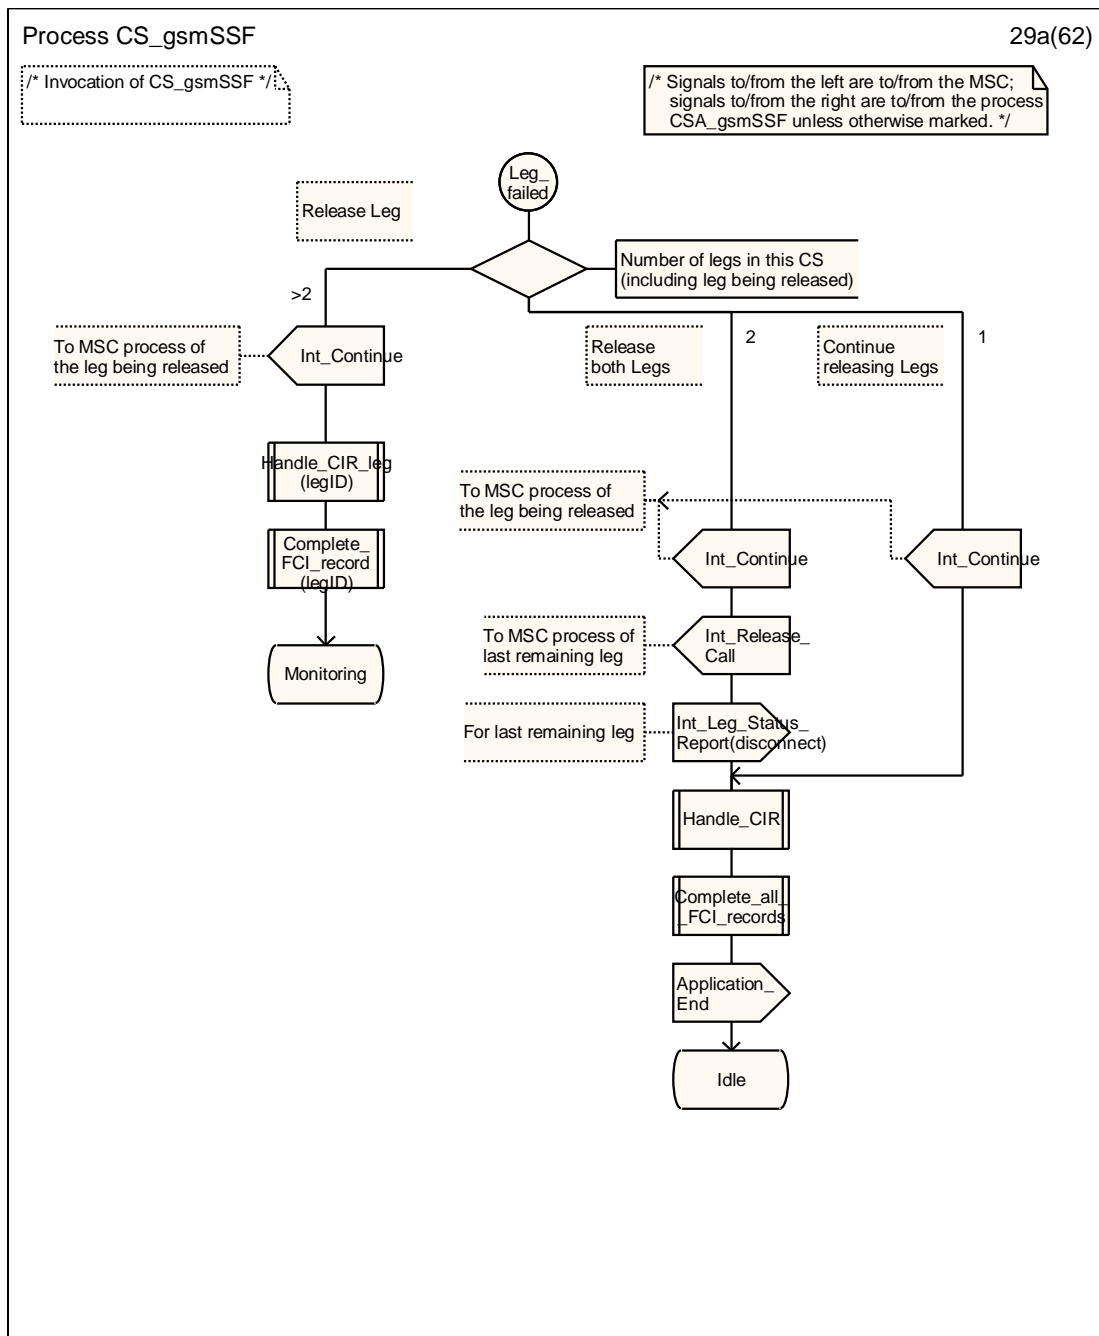 Process CS_gsmSSF
29a(62)
/* Invocation of CS_gsmSSF */
/* Signals to/from the left are to/from the MSC;
signals to/from the right are to/from the process
CSA_gsmSSF unless otherwise marked. */
Leg_
failed
Release Leg
Number of legs in this CS
(including leg being released)
>2
2
1
To MSC process of
the leg being released
Int_Continue
Release
both Legs
Continue
releasing Legs
Handle_CIR_leg
(legID)
To MSC process of
the leg being released
Complete_
FCI_record
(legID)
Int_Continue
Int_Continue
Monitoring
To MSC process of
last remaining leg
Int_Release_
Call
For last remaining leg
Int_Leg_Status_
Report(disconnect)
Handle_CIR
Complete_all_
_FCI_records
Application_
End
Idle